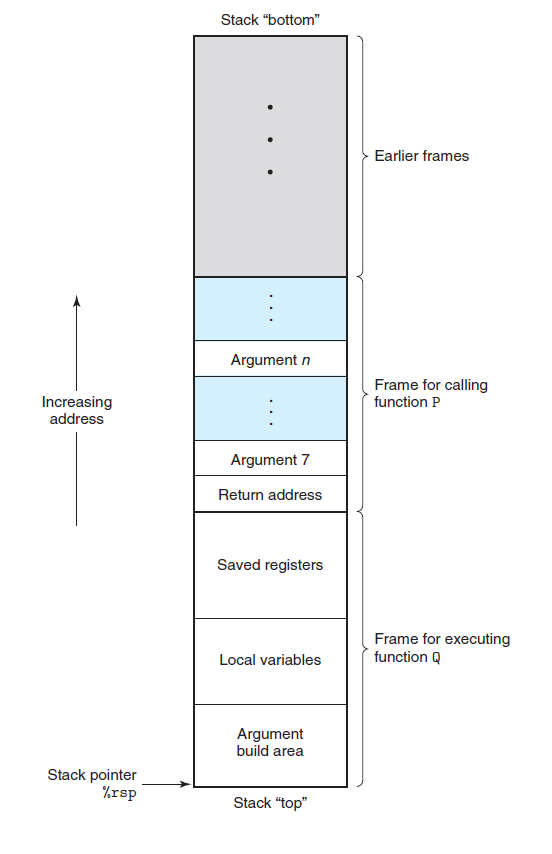 Stack “bottom”
Earlier frames
Argument n
Frame for calling
function P
Increasing
address
Argument 7
Return address
Saved registers
Local variables
Frame for executing
function Q
Argument
build area
Stack pointer
%rsp
Stack “top”